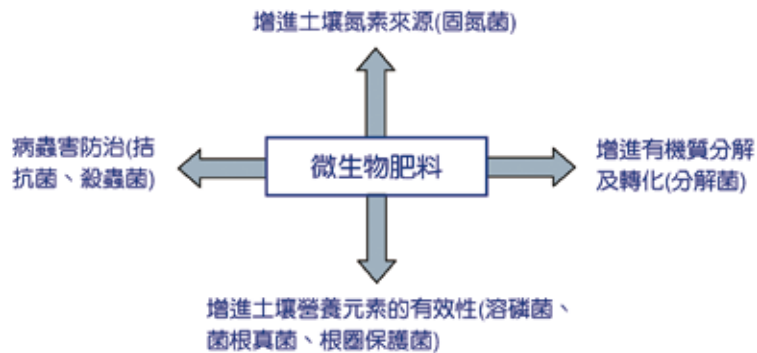 增進土壤氮素來源(固氮菌)
病蟲害防治(拮
抗菌、殺蟲菌)
微生物肥料
增進有機質分解
及轉化(分解菌)
增進土壤營養元素的有效性(溶磷菌、
菌根真菌、根圈保護菌)